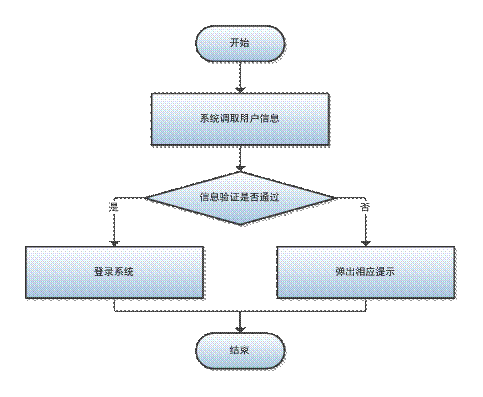 开始
系统调取用户信息
信息验证是否通过
是
否
登录系统
弹出相应提示
结束